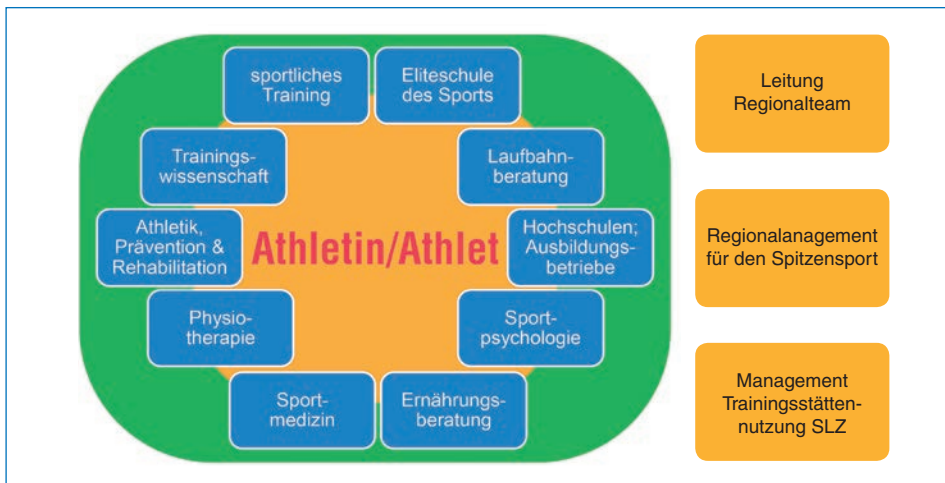 sportliches
Training
Eliteschule
des Sports
Trainings-
wissenschaft
Laufbahn-
beratung
Athletik,
Prävention &
Rehabilitation
Athletin/Athlet
Hochschulen;
Ausbildungs-
betriebe
Physio-
therapie
Sport-
psychologie
Sport-
medizin
Ernährungs-
beratung
Leitung
Regionalteam
Regionalanagement
für den Spitzensport
Management
Trainingsstätten-
nutzung SLZ